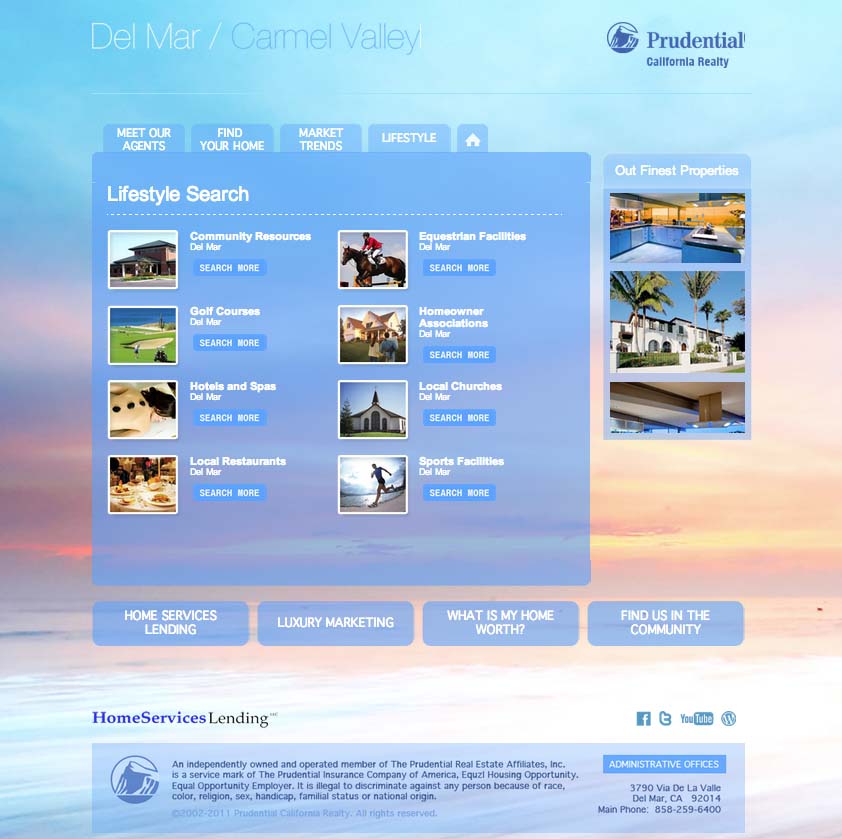 Del Mar / Carmel Valley
Prudential
California Realty
MEET OUR
AGENTS
FIND
YOUR HOME
MARKET
TRENDS
LIFESTYLE
Out Finest Properties
Lifestyle Search
Community Resources
Del Mar
SEARCH MORE
Equestrian Facilities
Del Mar
SEARCH MORE
Golf Courses
Del Mar
SEARCH MORE
Homeowner
Associations
Del Mar
SEARCH MORE
Hotels and Spas
Del Mar
SEARCH MORE
Local Churches
Del Mar
SEARCH MORE
Local Restaurants
Del Mar
SEARCH MORE
Sports Facilities
Del Mar
SEARCH MORE
HOME SERVICES
LENDING
LUXURY MARKETING
WHAT IS MY HOME
WORTH?
FIND US IN THE
COMMUNITY
HomeServices Lending LLC
f t YouTube W
An independently owned and operated member of The Prudential Real Estate Affiliates, Inc.
is a service mark of The Prudential Insurance Company of America, Equzl Housing Opportunity.
Equal Opportunity Employer. It is illegal to discriminate against any person because of race,
color, religion, sex, handicap, familial status or national origin.
©2002-2011 Prudential California Realty. All rights reserved.
ADMINISTRATIVE OFFICES
3790 Via De La Valle
Del Mar, CA 92014
Main Phone: 858-259-6400